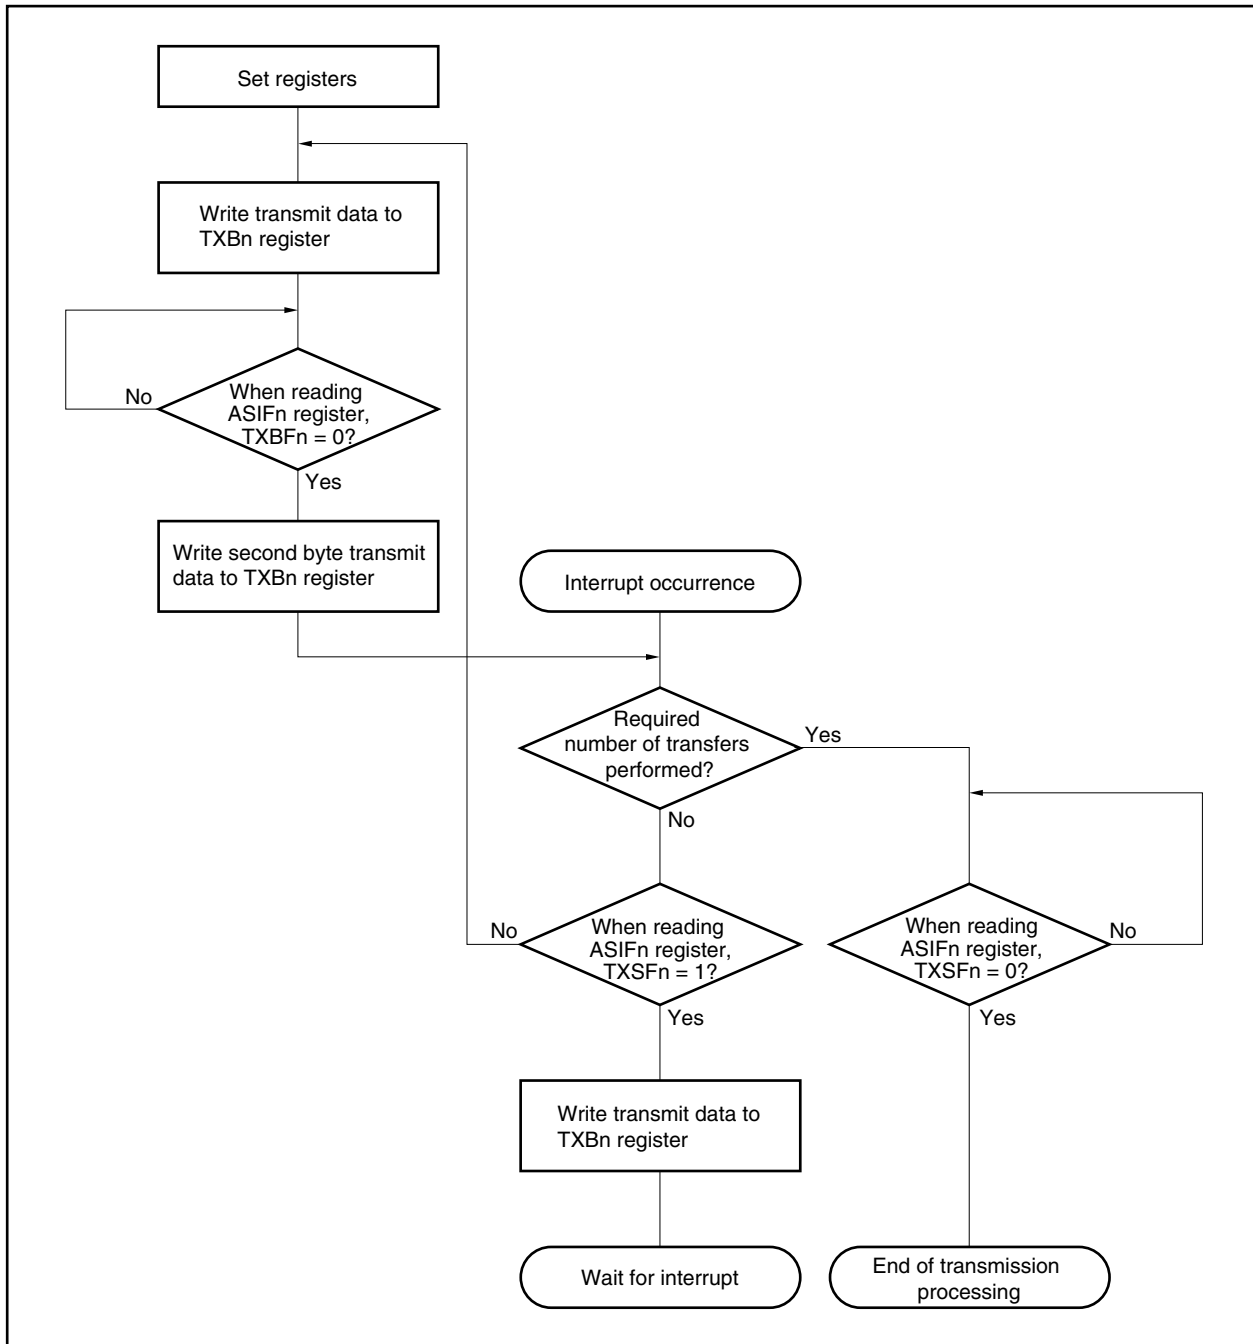 Set registers
Write transmit data to
TXBn register
No
When reading
ASIFn register,
TXBFn = 0?
Yes
Write second byte transmit
data to TXBn register
Interrupt occurrence
Required
number of transfers
performed?
Yes
No
No
When reading
ASIFn register,
TXSFn = 1?
Yes
When reading
ASIFn register,
TXSFn = 0?
No
Yes
Write transmit data to
TXBn register
Wait for interrupt
End of transmission
processing